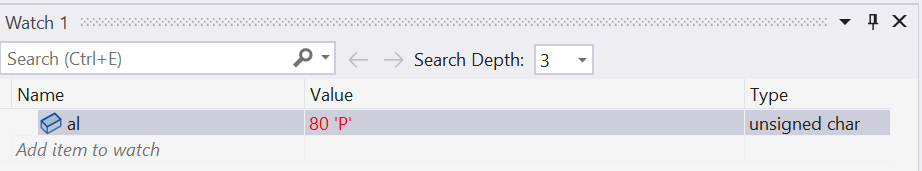 Watch 1
Search (Ctrl+E) Search Depth: 3
Name Value Type
al 80 'P' unsigned char
Add item to watch